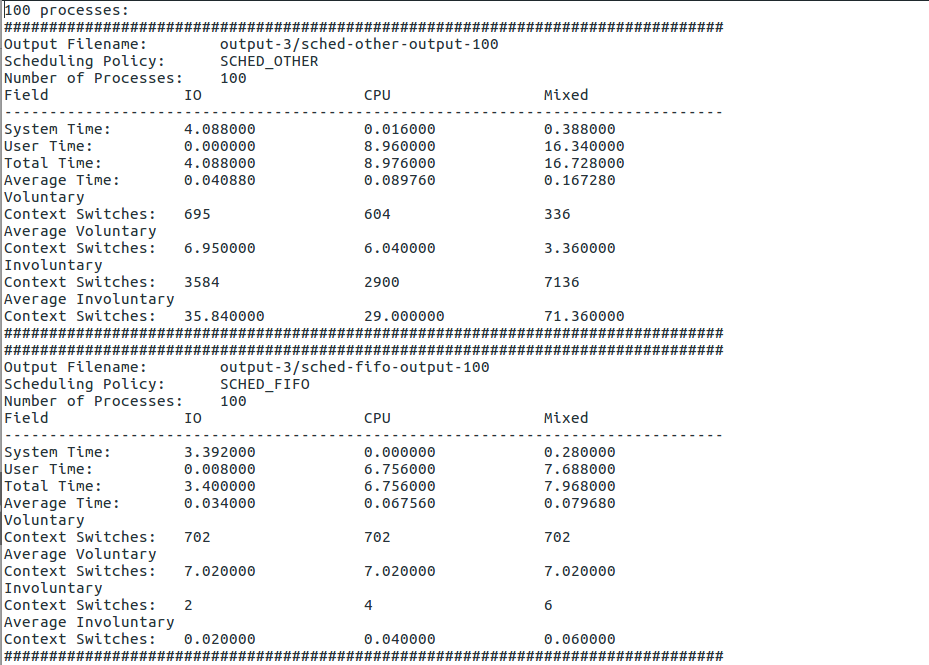 100 processes:
################################################################################
Output Filename:        output-3/sched-other-output-100
Scheduling Policy:      SCHED_OTHER
Number of Processes:    100
Field               IO                  CPU                 Mixed
--------------------------------------------------------------------------------
System Time:        4.088000            0.016000            0.388000
User Time:          0.000000            8.960000            16.340000
Total Time:         4.088000            8.976000            16.728000
Average Time:       0.040880            0.089760            0.167280
Voluntary
Context Switches:   695                 604                 336
Average Voluntary
Context Switches:   6.950000            6.040000            3.360000
Involuntary
Context Switches:   3584                2900                7136
Average Involuntary
Context Switches:   35.840000           29.000000           71.360000
################################################################################
################################################################################
Output Filename:        output-3/sched-fifo-output-100
Scheduling Policy:      SCHED_FIFO
Number of Processes:    100
Field               IO                  CPU                 Mixed
--------------------------------------------------------------------------------
System Time:        3.392000            0.000000            0.280000
User Time:          0.008000            6.756000            7.688000
Total Time:         3.400000            6.756000            7.968000
Average Time:       0.034000            0.067560            0.079680
Voluntary
Context Switches:   702                 702                 702
Average Voluntary
Context Switches:   7.020000            7.020000            7.020000
Involuntary
Context Switches:   2                   4                   6
Average Involuntary
Context Switches:   0.020000            0.040000            0.060000
################################################################################